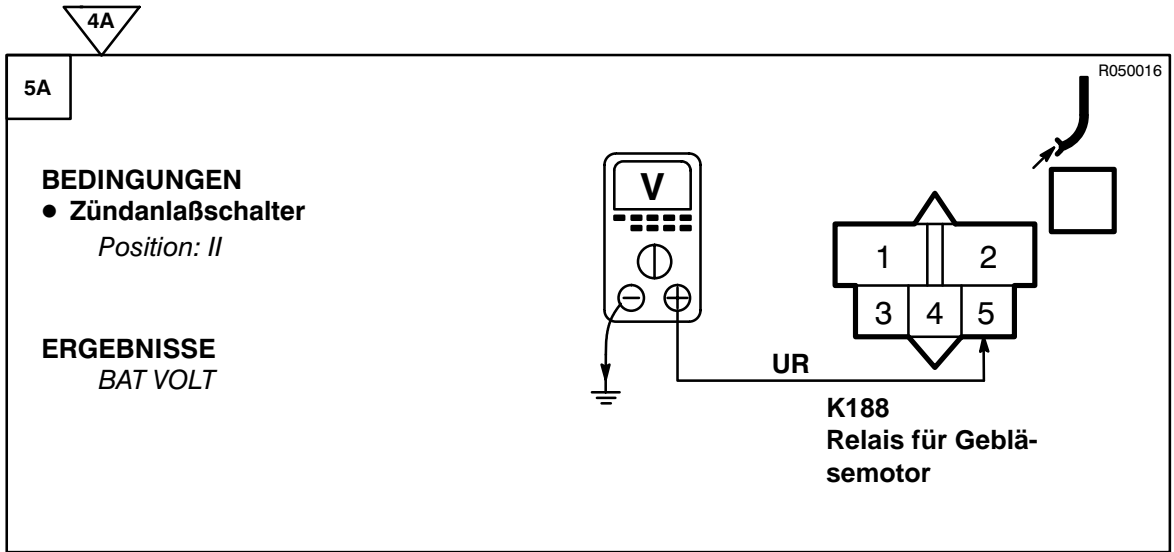 4A
5A
R050016
BEDINGUNGEN
● Zündanlaßschalter
Position: II
ERGEBNISSE
BAT VOLT
V
1 2
3 4 5
UR
K188
Relais für Geblä-
semotor